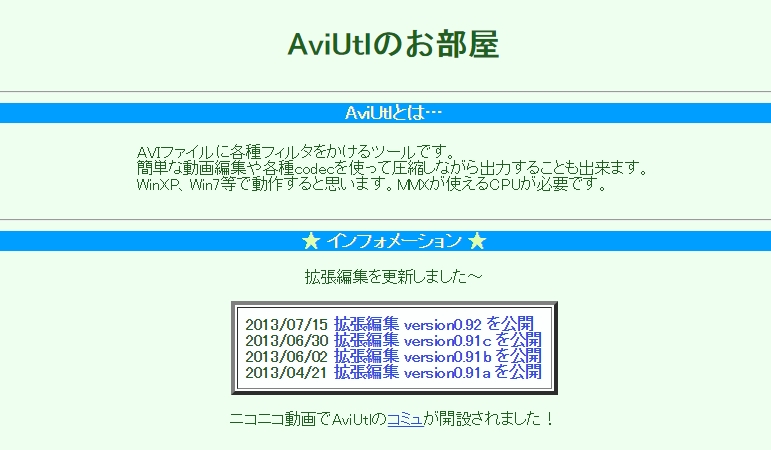 AviUtlのお部屋
AviUtlとは…
AVIファイルに各種フィルタをかけるツールです。
簡単な動画編集や各種codecを使って圧縮しながら出力することも出来ます。
WinXP、Win7等で動作すると思います。MMXが使えるCPUが必要です。
★ インフォメーション ★
拡張編集を更新しました～
2013/07/15 拡張編集 version0.92 を公開
2013/06/30 拡張編集 version0.91c を公開
2013/06/02 拡張編集 version0.91b を公開
2013/04/21 拡張編集 version0.91a を公開
ニコニコ動画でAviUtlのコミュが開設されました！